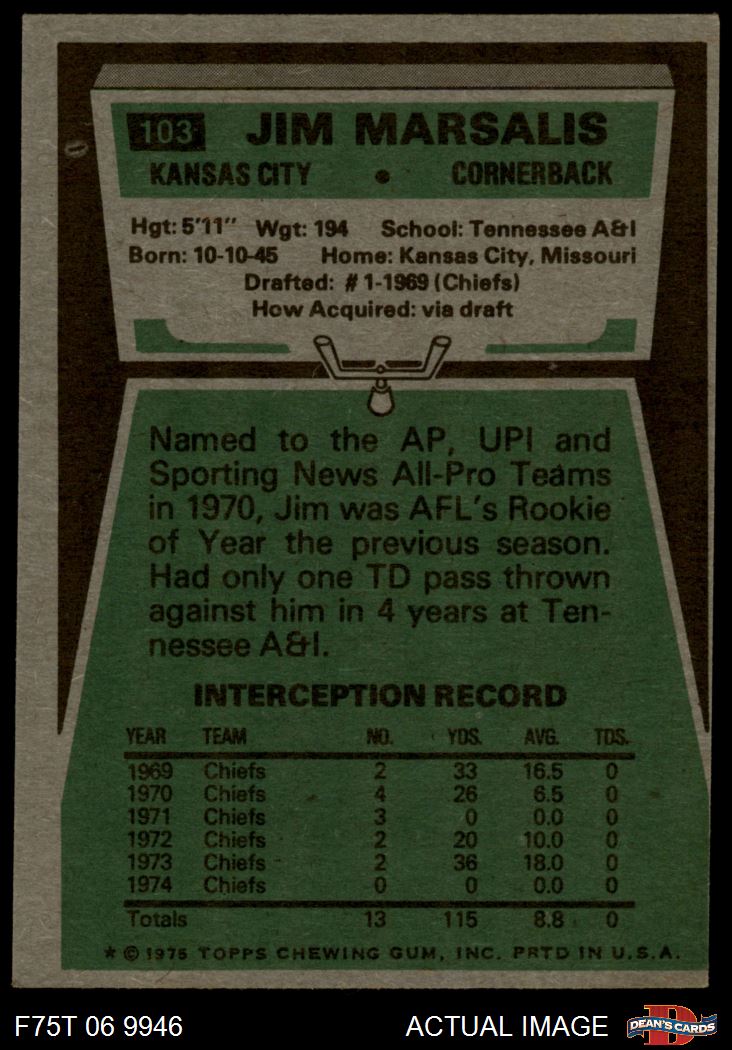 103 JIM MARSALIS
KANSAS CITY • CORNERBACK
Hgt: 5'11" Wgt: 194 School: Tennessee A&I
Born: 10-10-45 Home: Kansas City, Missouri
Drafted: #1-1969 (Chiefs)
How Acquired: via draft
Named to the AP, UPI and
Sporting News All-Pro Teams
in 1970, Jim was AFL's Rookie
of Year the previous season.
Had only one TD pass thrown
against him in 4 years at Ten-
nessee A&I.
INTERCEPTION RECORD
YEAR TEAM NO. YDS. AVG. TDS.
1969 Chiefs 2 33 16.5 0
1970 Chiefs 4 26 6.5 0
1971 Chiefs 3 0 0.0 0
1972 Chiefs 2 20 10.0 0
1973 Chiefs 2 36 18.0 0
1974 Chiefs 0 0 0.0 0
Totals 13 115 8.8 0
* © 1975 TOPPS CHEWING GUM, INC. PRTD IN U.S.A.
F75T 06 9946 ACTUAL IMAGE DEAN'S CARDS